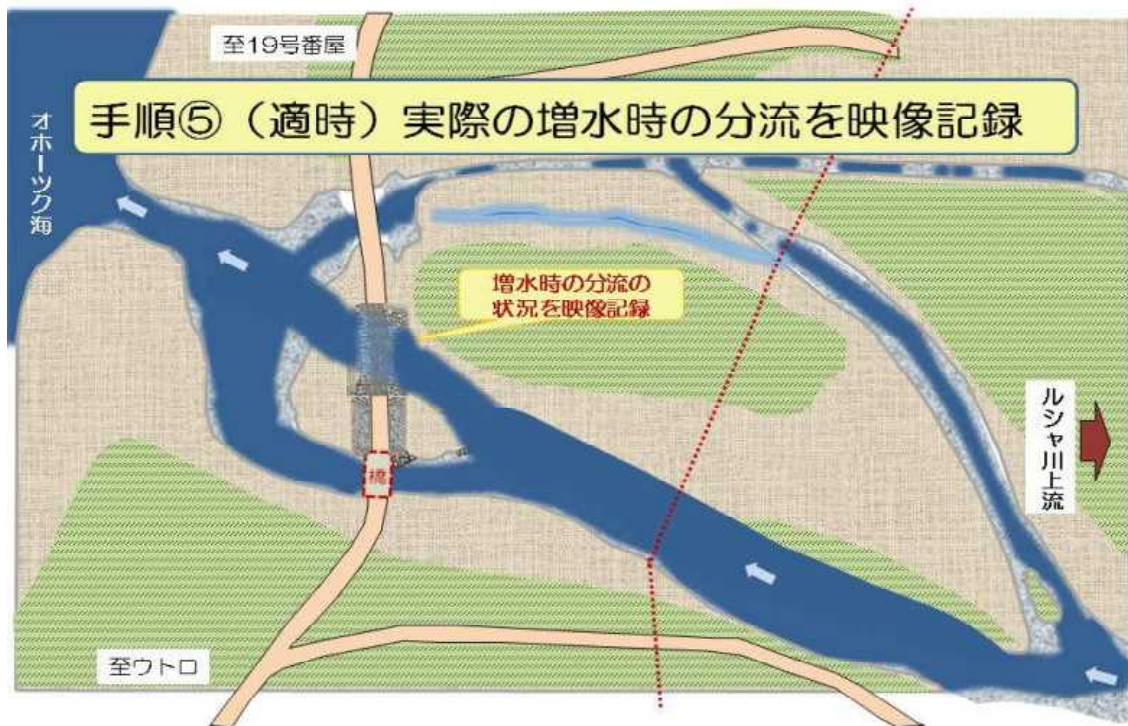 至19号番屋
手順⑤（適時）実際の増水時の分流を映像記録
オホーツク海
増水時の分流の
状況を映像記録
ルシャ川上流
橋
至ウトロ